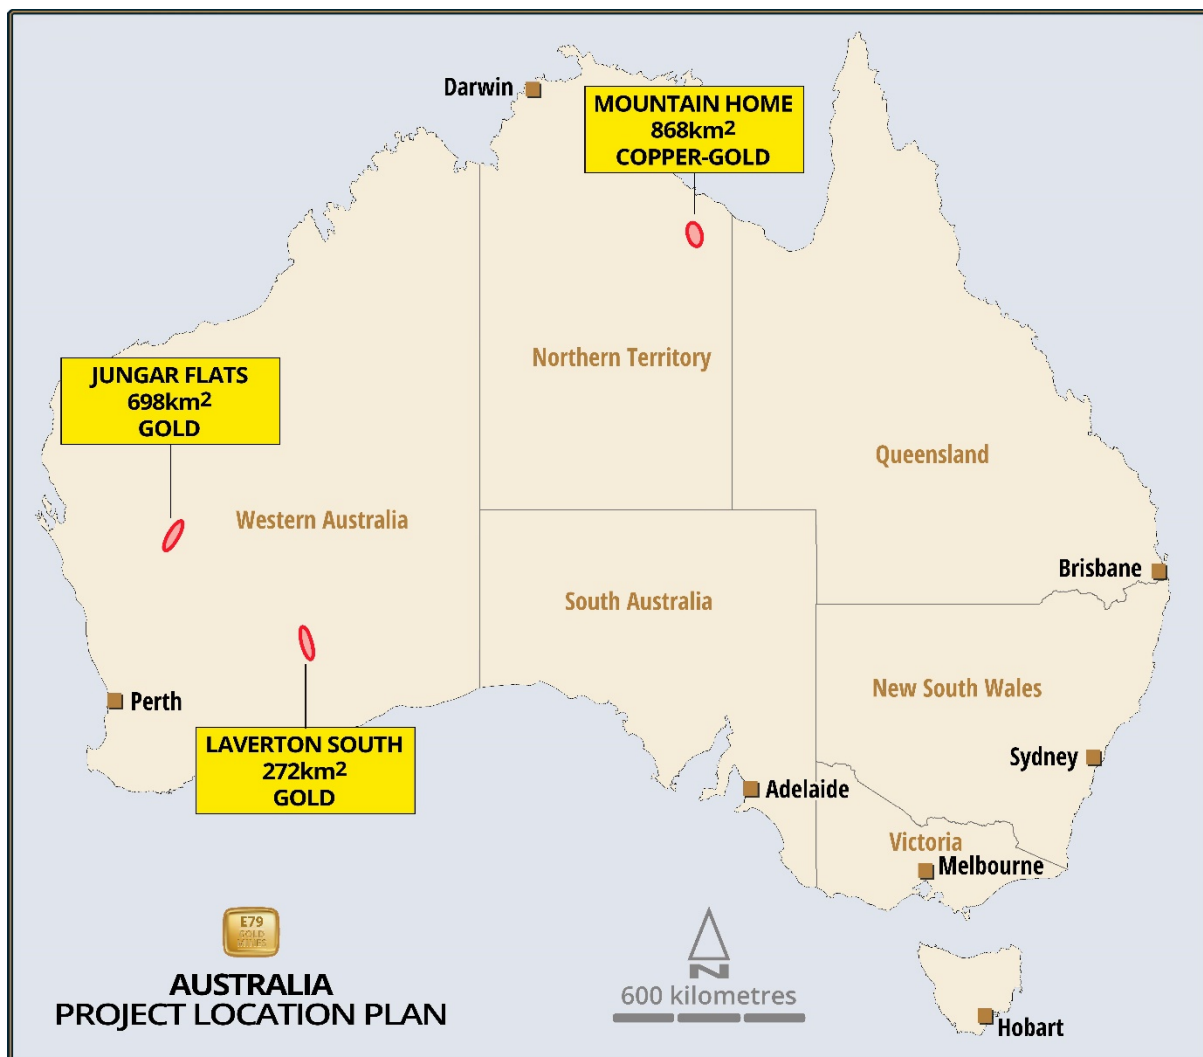 Darwin
MOUNTAIN HOME
868km²
COPPER-GOLD
JUNGAR FLATS
698km²
GOLD
Northern Territory
Queensland
Western Australia
Brisbane
South Australia
New South Wales
Perth
LAVERTON SOUTH
272km²
GOLD
Sydney
Adelaide
Victoria
Melbourne
E79
GOLD
MINES
AUSTRALIA
PROJECT LOCATION PLAN
N
600 kilometres
Hobart